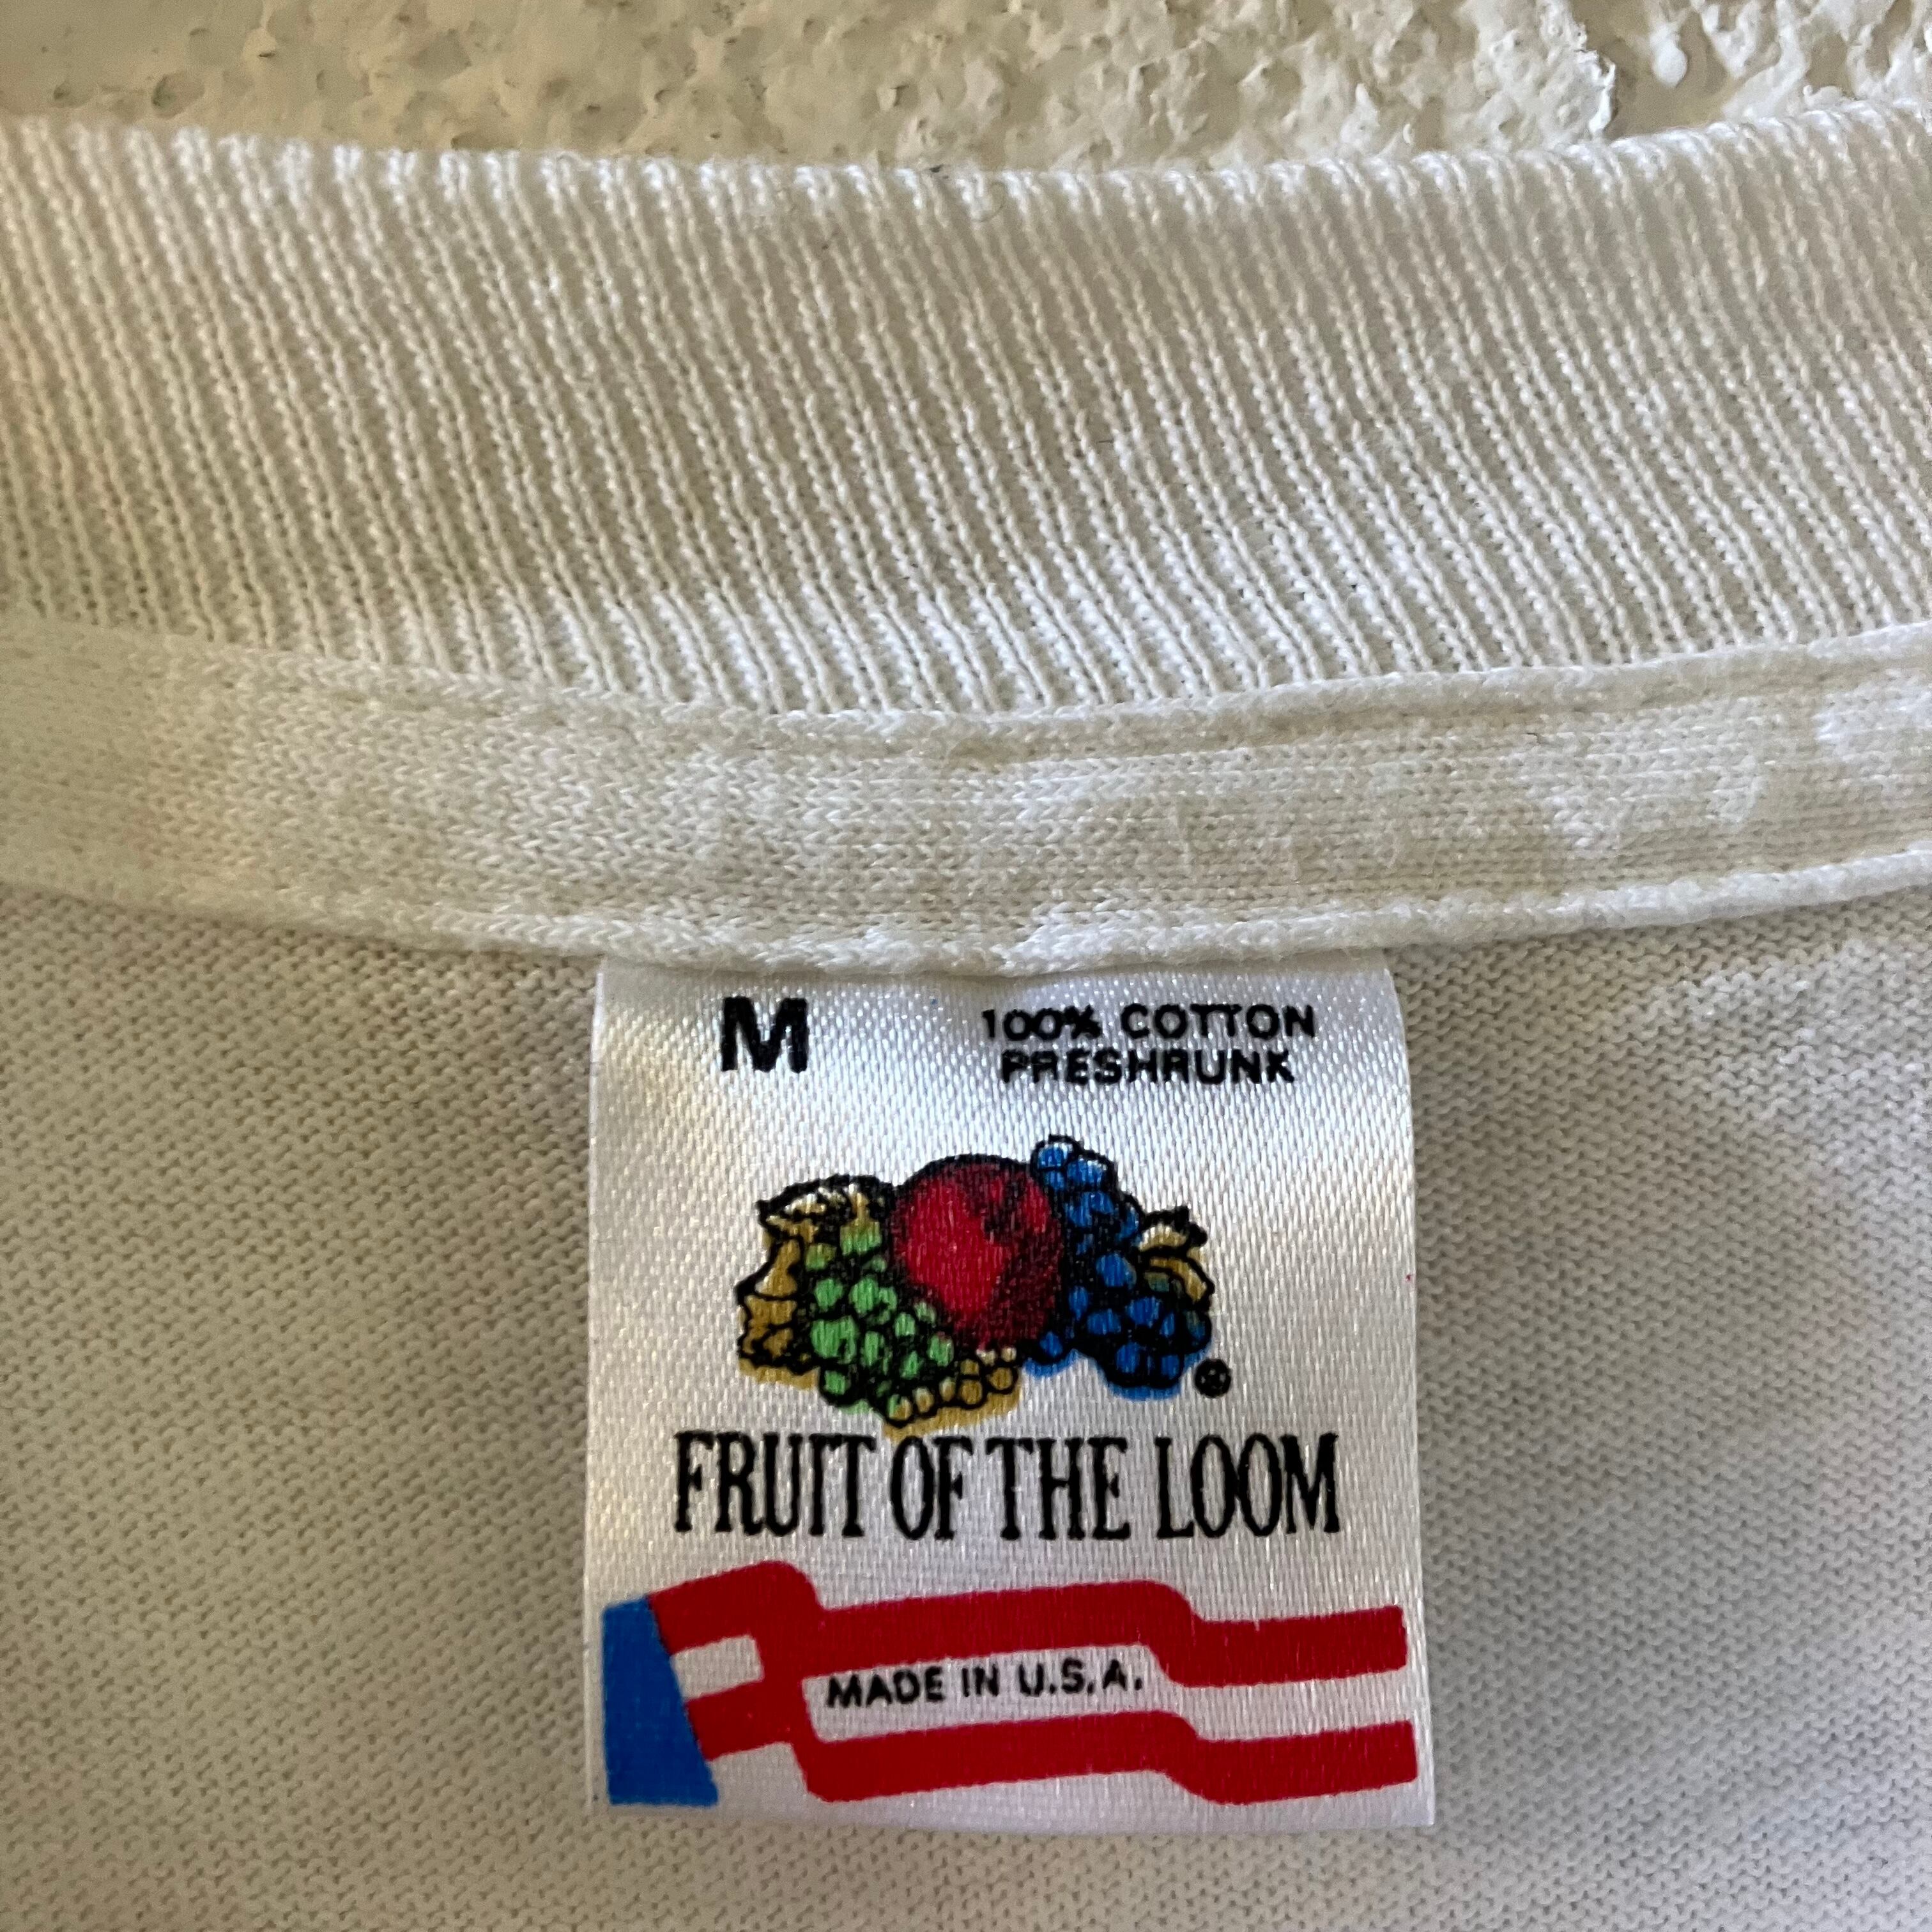 M
100% COTTON
PRESHRUNK
®
FRUIT OF THE LOOM
MADE IN U.S.A.